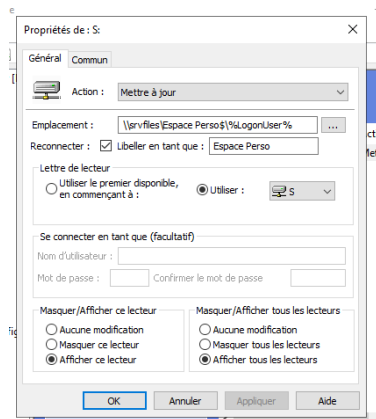 Propriétés de : S:
Général Commun
Action : Mettre à jour
Emplacement : \\srvfiles\Espace Perso$\%LogonUser% ...
Reconnecter : Libeller en tant que : Espace Perso
Lettre de lecteur
Utiliser le premier disponible,
en commençant à :
Utiliser : S
Se connecter en tant que (facultatif)
Nom d'utilisateur :
Mot de passe : Confirmer le mot de passe
Masquer/Afficher ce lecteur
Aucune modification
Masquer ce lecteur
Afficher ce lecteur
Masquer/Afficher tous les lecteurs
Aucune modification
Masquer tous les lecteurs
Afficher tous les lecteurs
OK Annuler Appliquer Aide